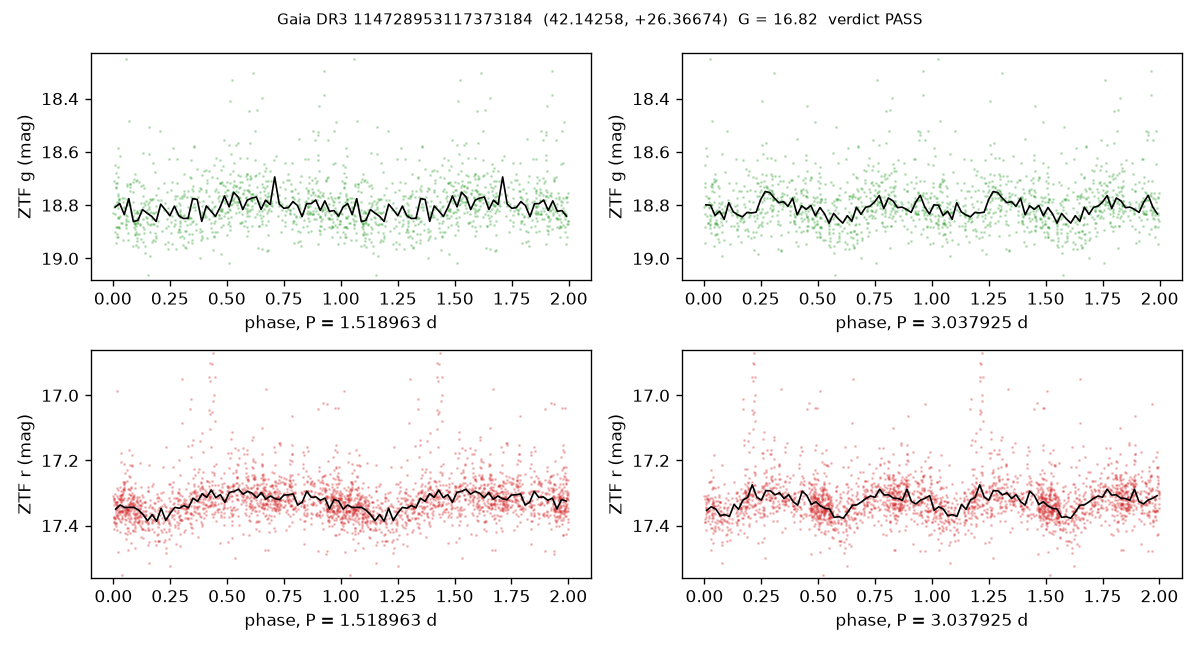 Gaia DR3 114728953117373184  (42.14258, +26.36674)  G = 16.82  verdict PASS
ZTF g (mag)
18.4
18.6
18.8
19.0
0.00 0.25 0.50 0.75 1.00 1.25 1.50 1.75 2.00
phase, P = 1.518963 d
ZTF g (mag)
18.4
18.6
18.8
19.0
0.00 0.25 0.50 0.75 1.00 1.25 1.50 1.75 2.00
phase, P = 3.037925 d
ZTF r (mag)
17.0
17.2
17.4
0.00 0.25 0.50 0.75 1.00 1.25 1.50 1.75 2.00
phase, P = 1.518963 d
ZTF r (mag)
17.0
17.2
17.4
0.00 0.25 0.50 0.75 1.00 1.25 1.50 1.75 2.00
phase, P = 3.037925 d